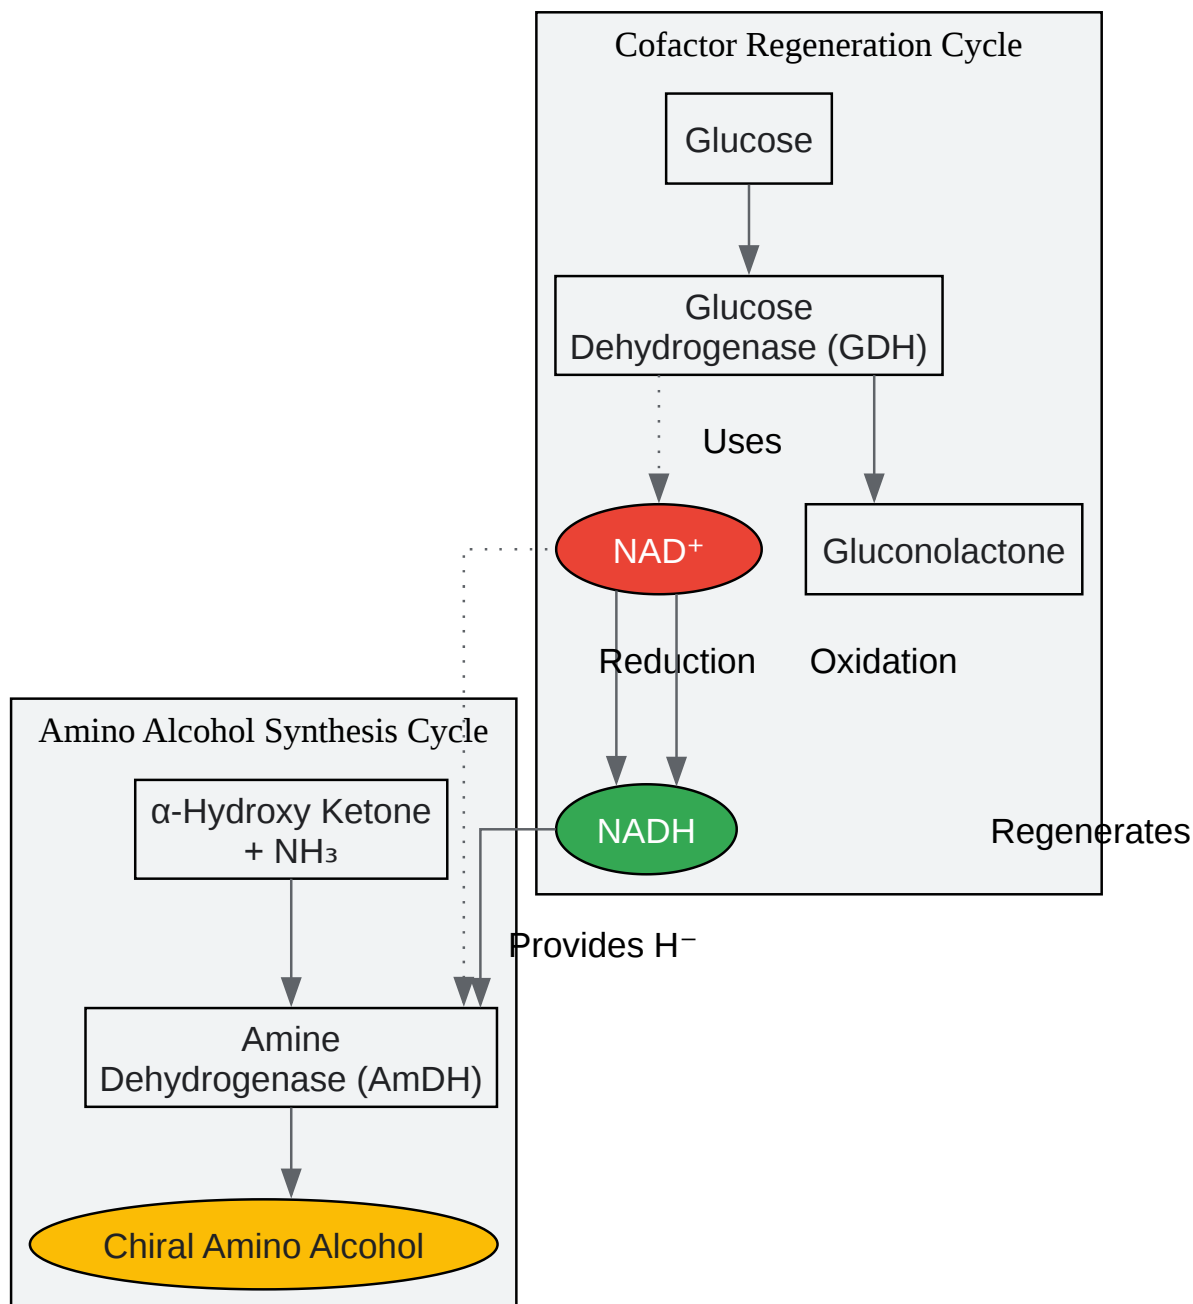 Cofactor Regeneration Cycle
Glucose
Glucose
Dehydrogenase (GDH)
Uses
NAD⁺
Gluconolactone
Reduction
Oxidation
Amino Alcohol Synthesis Cycle
α-Hydroxy Ketone
+ NH₃
NADH
Regenerates
Provides H⁻
Amine
Dehydrogenase (AmDH)
Chiral Amino Alcohol